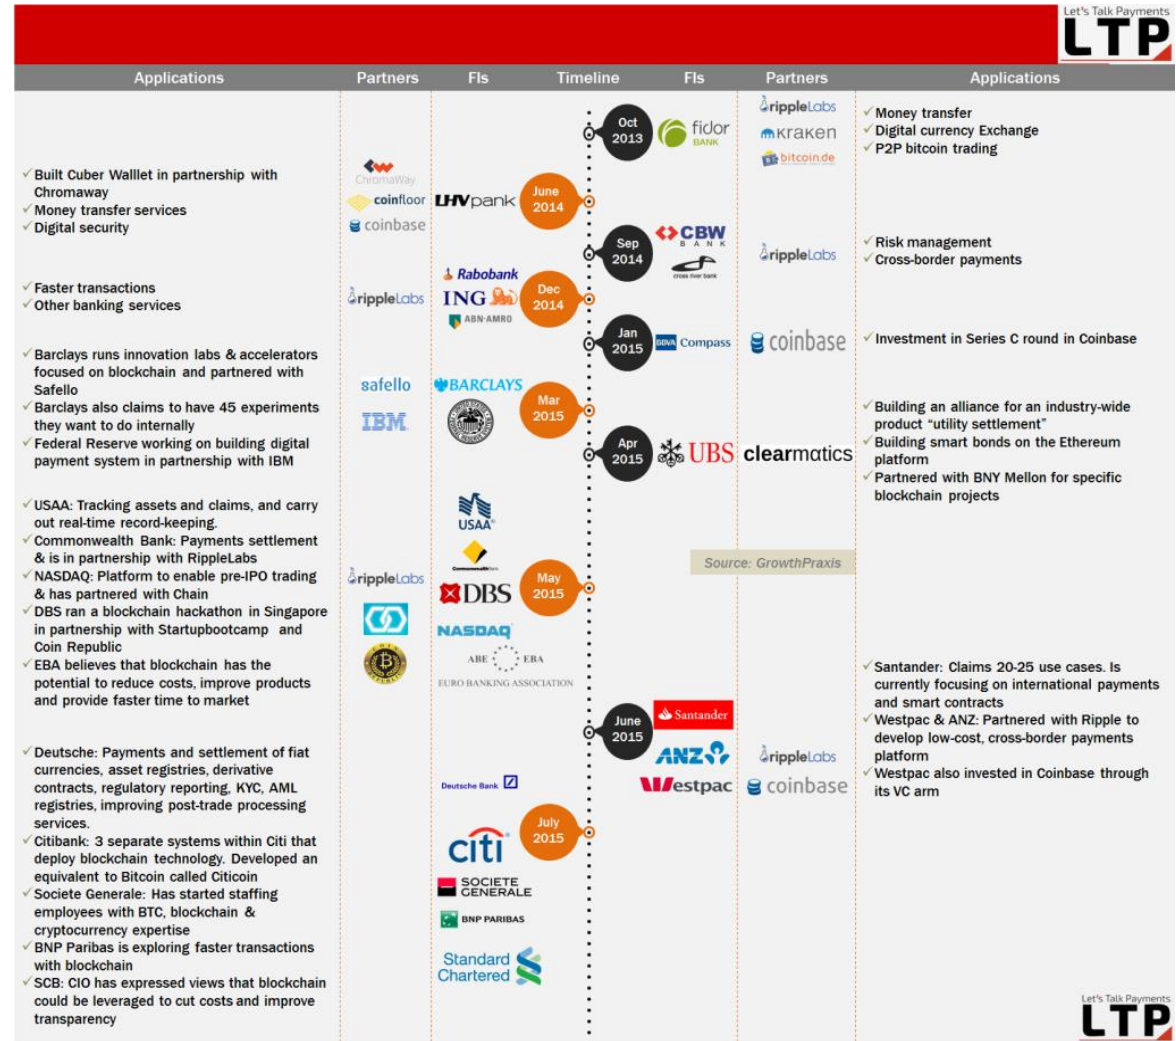 Let's Talk Payments
LTP
Applications Partners FIs Timeline FIs Partners Applications
Oct
2013
fidor
BANK
rippleLabs
mKraken
bitcoin.de
✓Money transfer
✓Digital currency Exchange
✓P2P bitcoin trading
✓Built Cuber Walllet in partnership with
Chromaway
✓Money transfer services
✓Digital security
ChromaWay
coinfloor
coinbase
LHVpank
June
2014
Sep
2014
CBW
BANK
cross river bank
rippleLabs
✓Risk management
✓Cross-border payments
✓Faster transactions
✓Other banking services
rippleLabs
Rabobank
ING
ABN·AMRO
Dec
2014
Jan
2015
BBVA Compass
coinbase
✓Investment in Series C round in Coinbase
✓Barclays runs innovation labs & accelerators
focused on blockchain and partnered with
Safello
✓Barclays also claims to have 45 experiments
they want to do internally
✓Federal Reserve working on building digital
payment system in partnership with IBM
safello
IBM
BARCLAYS
Mar
2015
Apr
2015
UBS
clearmatics
✓Building an alliance for an industry-wide
product “utility settlement”
✓Building smart bonds on the Ethereum
platform
✓Partnered with BNY Mellon for specific
blockchain projects
✓USAA: Tracking assets and claims, and carry
out real-time record-keeping.
✓Commonwealth Bank: Payments settlement
& is in partnership with RippleLabs
✓NASDAQ: Platform to enable pre-IPO trading
& has partnered with Chain
✓DBS ran a blockchain hackathon in Singapore
in partnership with Startupbootcamp and
Coin Republic
✓EBA believes that blockchain has the
potential to reduce costs, improve products
and provide faster time to market
rippleLabs
USAA®
CommonwealthBank
DBS
NASDAQ
ABE EBA
EURO BANKING ASSOCIATION
May
2015
Source: GrowthPraxis
June
2015
Santander
ANZ
Westpac
rippleLabs
coinbase
✓Santander: Claims 20-25 use cases. Is
currently focusing on international payments
and smart contracts
✓Westpac & ANZ: Partnered with Ripple to
develop low-cost, cross-border payments
platform
✓Westpac also invested in Coinbase through
its VC arm
✓Deutsche: Payments and settlement of fiat
currencies, asset registries, derivative
contracts, regulatory reporting, KYC, AML
registries, improving post-trade processing
services.
✓Citibank: 3 separate systems within Citi that
deploy blockchain technology. Developed an
equivalent to Bitcoin called Citicoin
✓Societe Generale: Has started staffing
employees with BTC, blockchain &
cryptocurrency expertise
✓BNP Paribas is exploring faster transactions
with blockchain
✓SCB: CIO has expressed views that blockchain
could be leveraged to cut costs and improve
transparency
Deutsche Bank
citi
SOCIETE
GENERALE
BNP PARIBAS
Standard
Chartered
July
2015
Let's Talk Payments
LTP